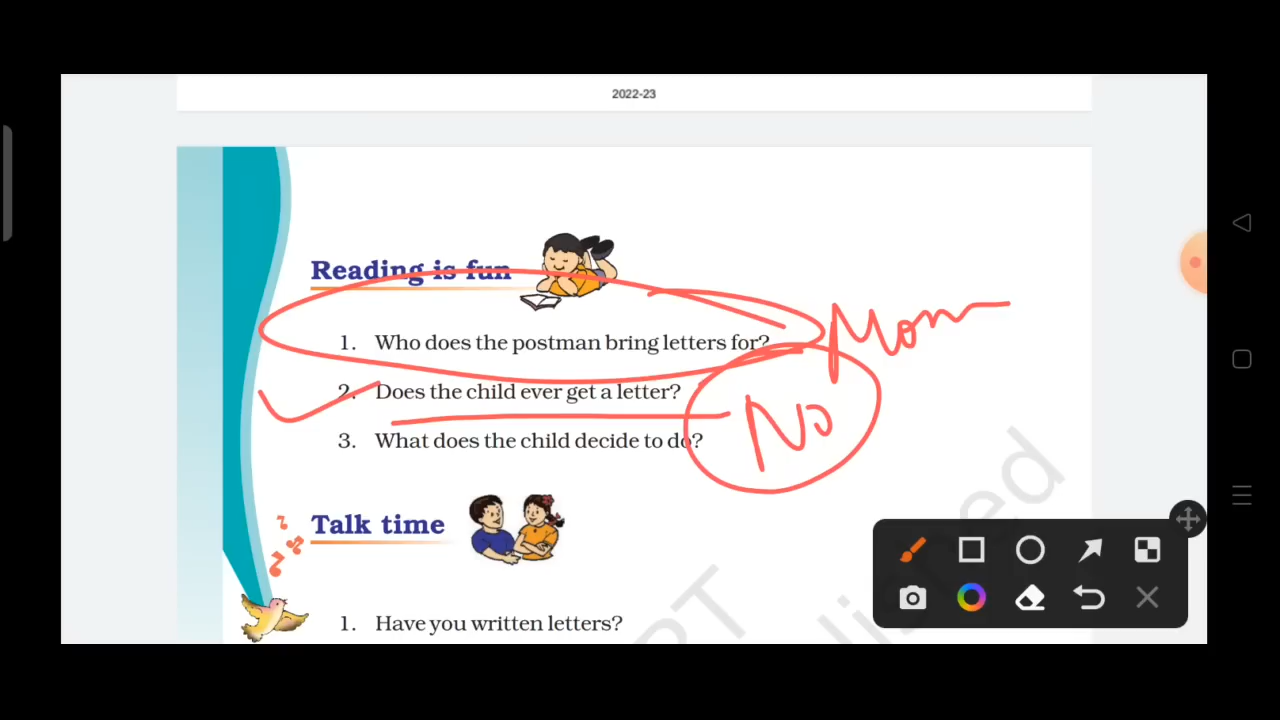 2022-23
Reading is fun
1. Who does the postman bring letters for?
Mom
2. Does the child ever get a letter?
No
3. What does the child decide to do?
Talk time
1. Have you written letters?